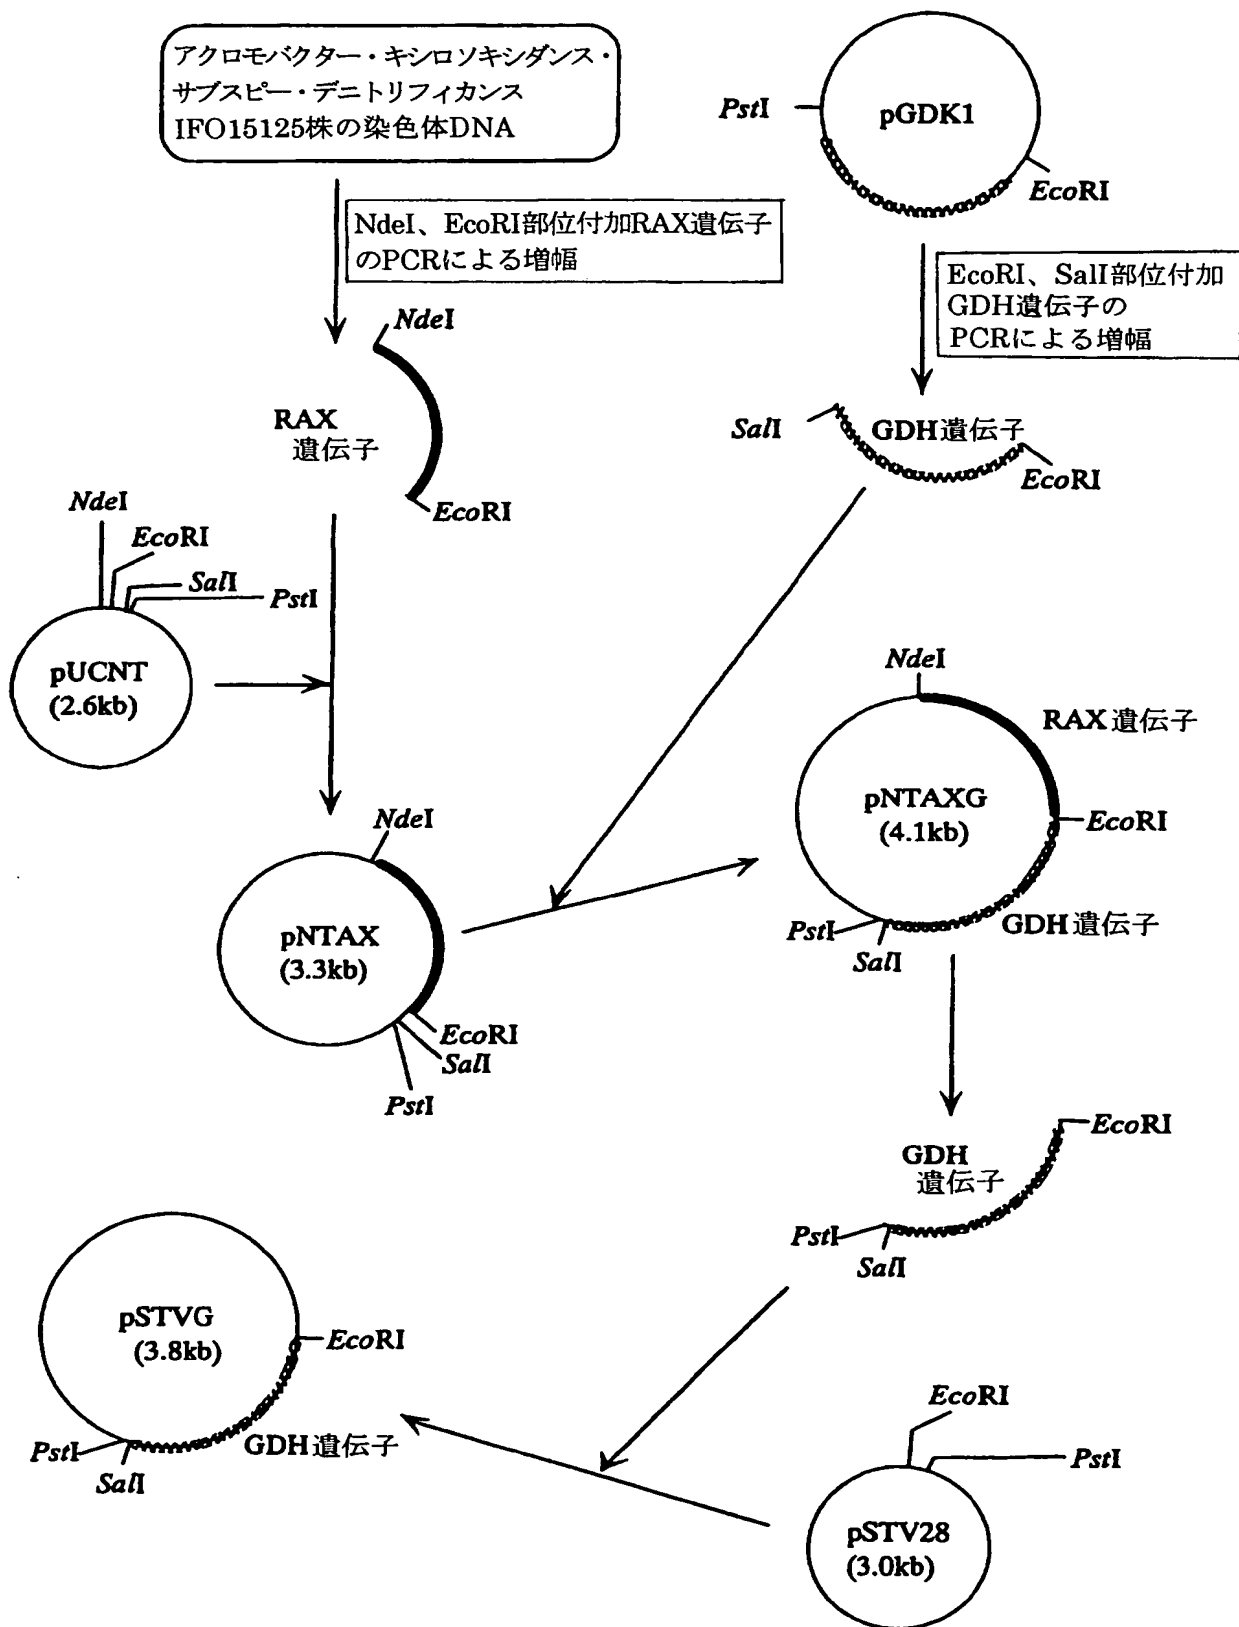 アクロモバクター・キシロソキシダンス・
サブスピー・デニトリフィカンス
IFO15125株の染色体DNA
PstI
pGDK1
EcoRI
NdeI、EcoRI部位付加RAX遺伝子
のPCRによる増幅
EcoRI、SalI部位付加
GDH遺伝子の
PCRによる増幅
NdeI
RAX
遺伝子
EcoRI
SalI
GDH遺伝子
EcoRI
NdeI
EcoRI
SalI
PstI
pUCNT
(2.6kb)
NdeI
RAX遺伝子
pNTAXG
(4.1kb)
EcoRI
GDH遺伝子
PstI
SalI
NdeI
pNTAX
(3.3kb)
EcoRI
SalI
PstI
EcoRI
GDH
遺伝子
PstI
SalI
pSTVG
(3.8kb)
EcoRI
GDH遺伝子
PstI
SalI
EcoRI
PstI
pSTV28
(3.0kb)